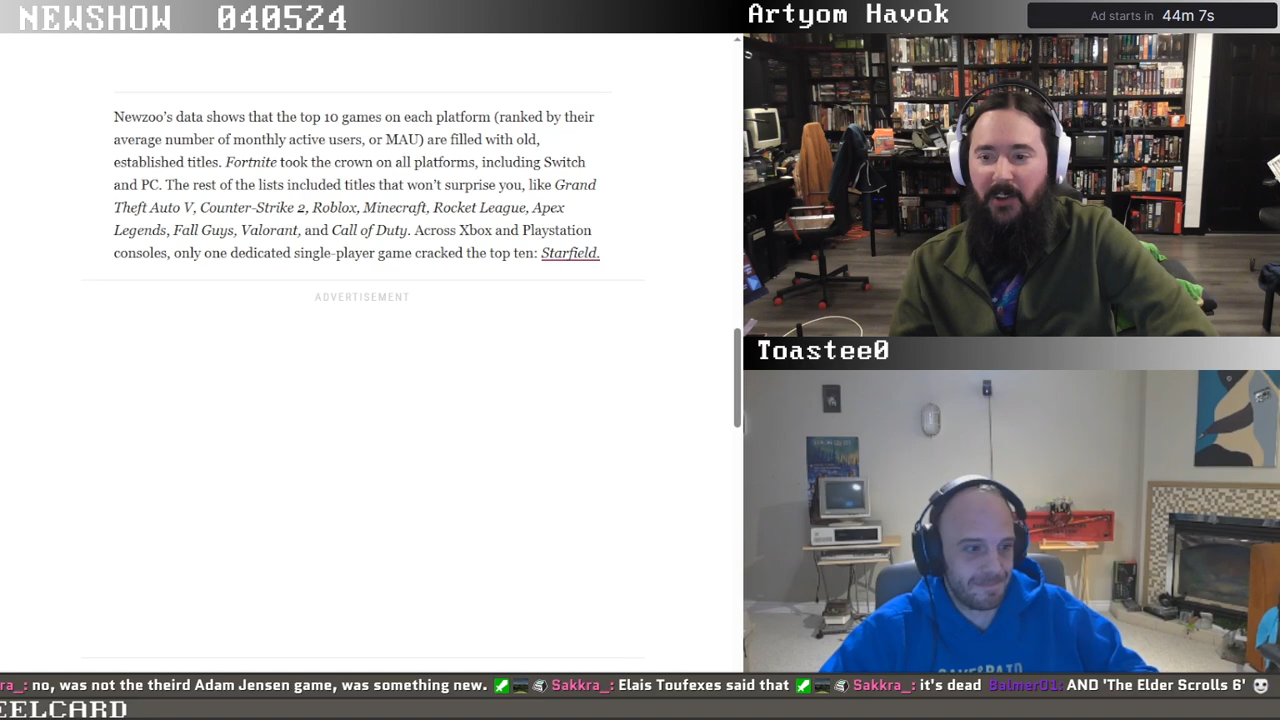 NEWSHOW 040524
Artyom Havok
Ad starts in 44m 7s
Newzoo's data shows that the top 10 games on each platform (ranked by their
average number of monthly active users, or MAU) are filled with old,
established titles. Fortnite took the crown on all platforms, including Switch
and PC. The rest of the lists included titles that won't surprise you, like Grand
Theft Auto V, Counter-Strike 2, Roblox, Minecraft, Rocket League, Apex
Legends, Fall Guys, Valorant, and Call of Duty. Across Xbox and Playstation
consoles, only one dedicated single-player game cracked the top ten: Starfield.
ADVERTISEMENT
Toastee0
ra_: no, was not the theird Adam Jensen game, was something new. Sakkra_: Elais Toufexes said that Sakkra_: it's dead Balmer01: AND 'The Elder Scrolls 6'
EELCARD